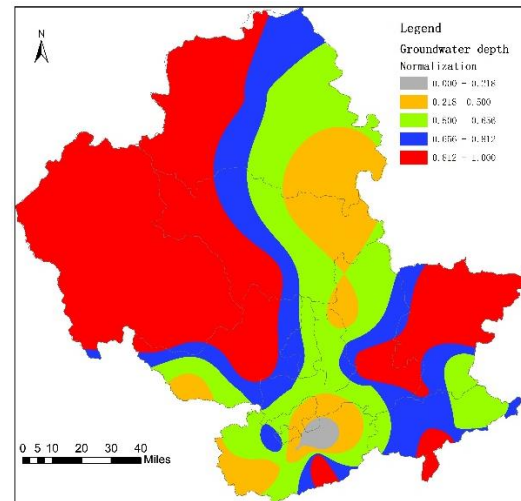 N
Legend
Groundwater depth
Normalization
0.000 - 0.218
0.218 - 0.500
0.500 - 0.656
0.656 - 0.812
0.812 - 1.000
0 5 10 20 30 40
Miles